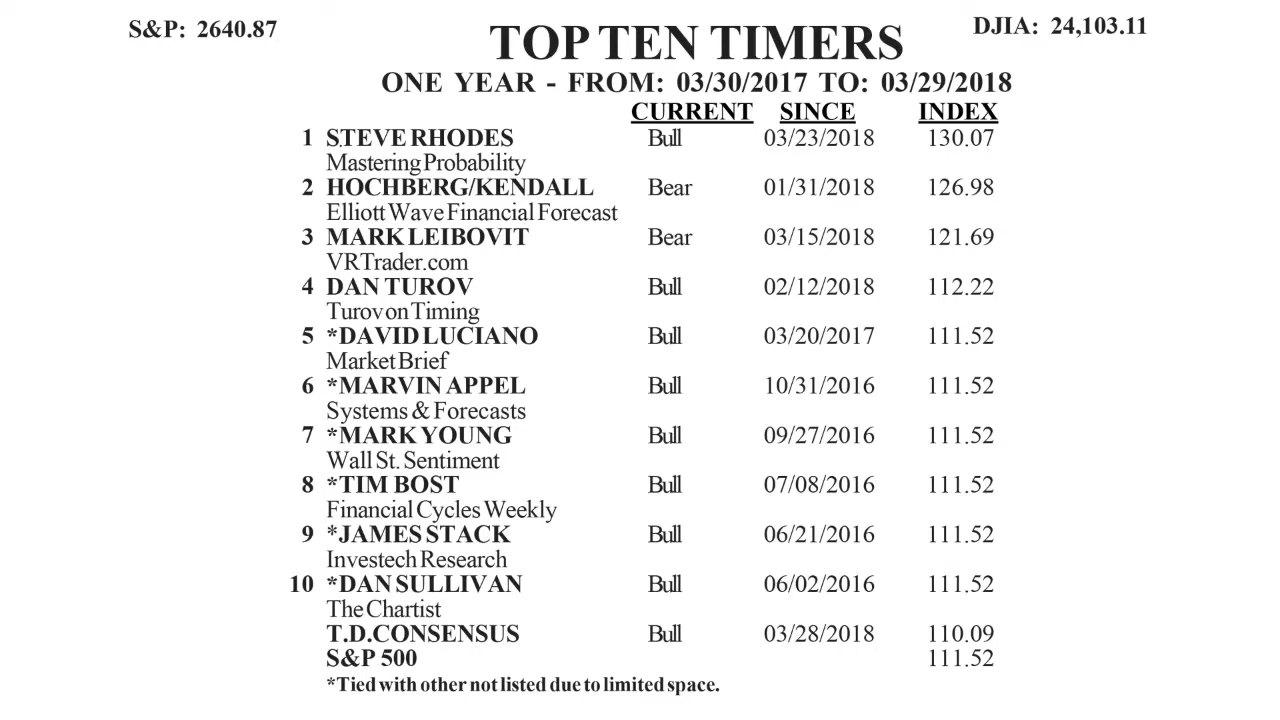 S&P: 2640.87
DJIA: 24,103.11
TOP TEN TIMERS
ONE YEAR - FROM: 03/30/2017 TO: 03/29/2018
CURRENT SINCE INDEX
1 STEVE RHODES Bull 03/23/2018 130.07
Mastering Probability
2 HOCHBERG/KENDALL Bear 01/31/2018 126.98
Elliott Wave Financial Forecast
3 MARK LEIBOVIT Bear 03/15/2018 121.69
VRTrader.com
4 DAN TUROV Bull 02/12/2018 112.22
Turov on Timing
5 *DAVID LUCIANO Bull 03/20/2017 111.52
Market Brief
6 *MARVIN APPEL Bull 10/31/2016 111.52
Systems & Forecasts
7 *MARK YOUNG Bull 09/27/2016 111.52
Wall St. Sentiment
8 *TIM BOST Bull 07/08/2016 111.52
Financial Cycles Weekly
9 *JAMES STACK Bull 06/21/2016 111.52
Investech Research
10 *DAN SULLIVAN Bull 06/02/2016 111.52
The Chartist
T.D.CONSENSUS Bull 03/28/2018 110.09
S&P 500 111.52
*Tied with other not listed due to limited space.